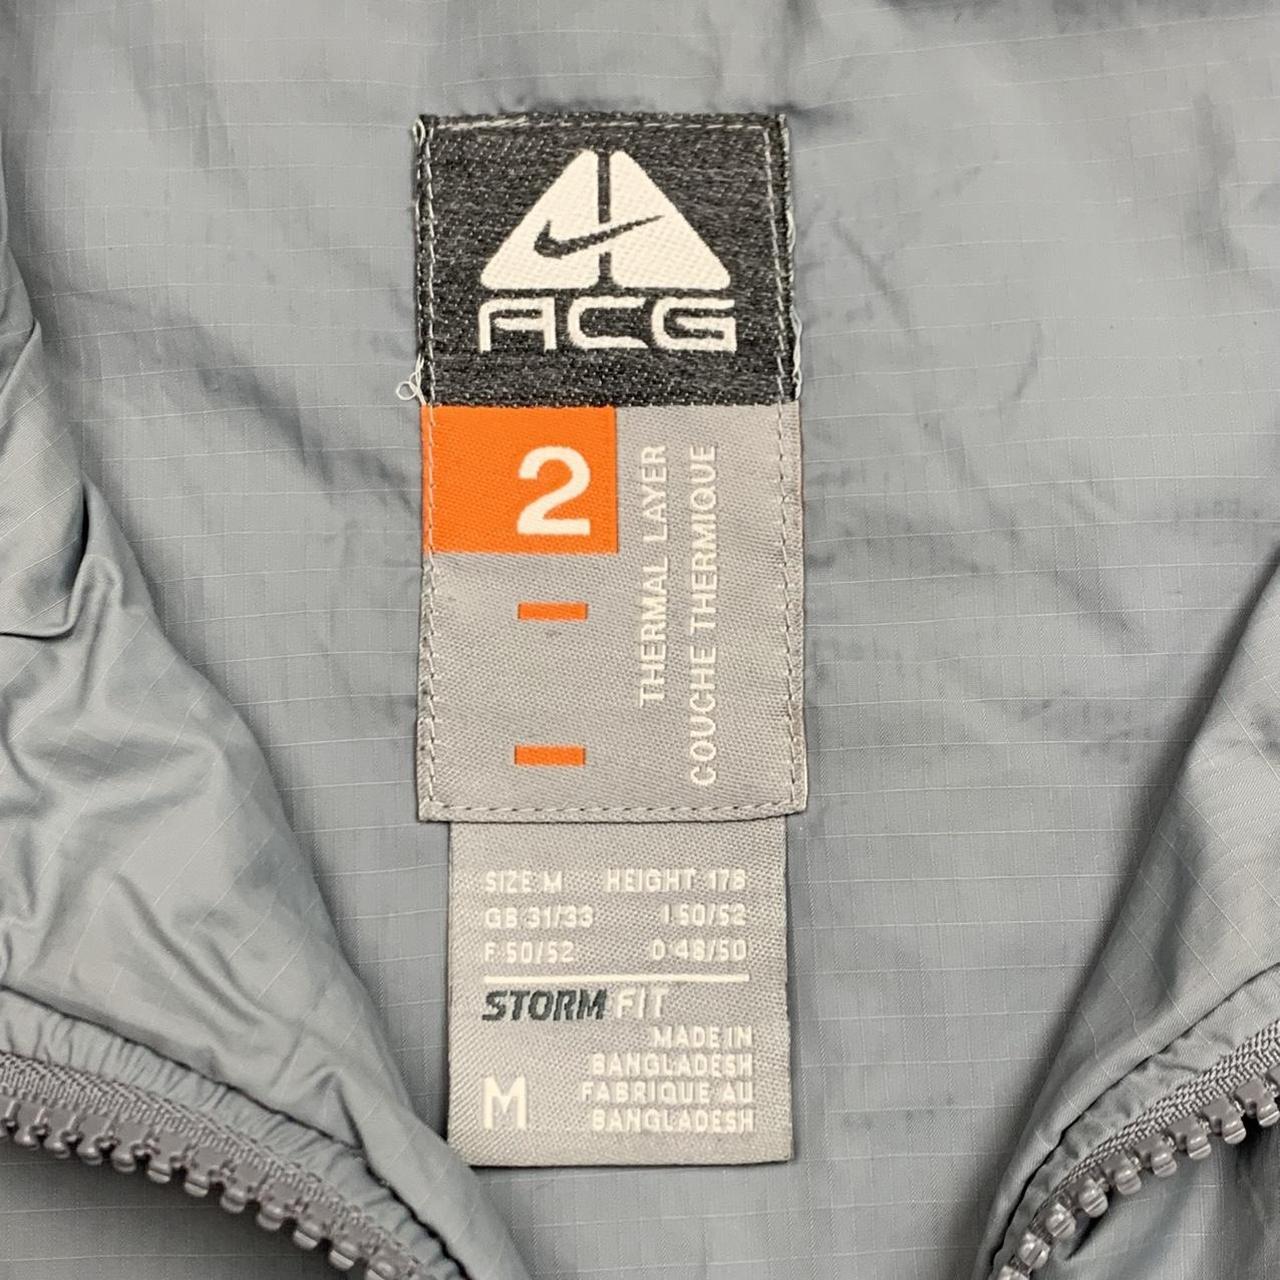 ACG
2
THERMAL LAYER
COUCHE THERMIQUE
SIZE M HEIGHT 178
GB 31/33 I 50/52
F 50/52 D 48/50
STORM FIT
MADE IN
BANGLADESH
FABRIQUE AU
BANGLADESH
M